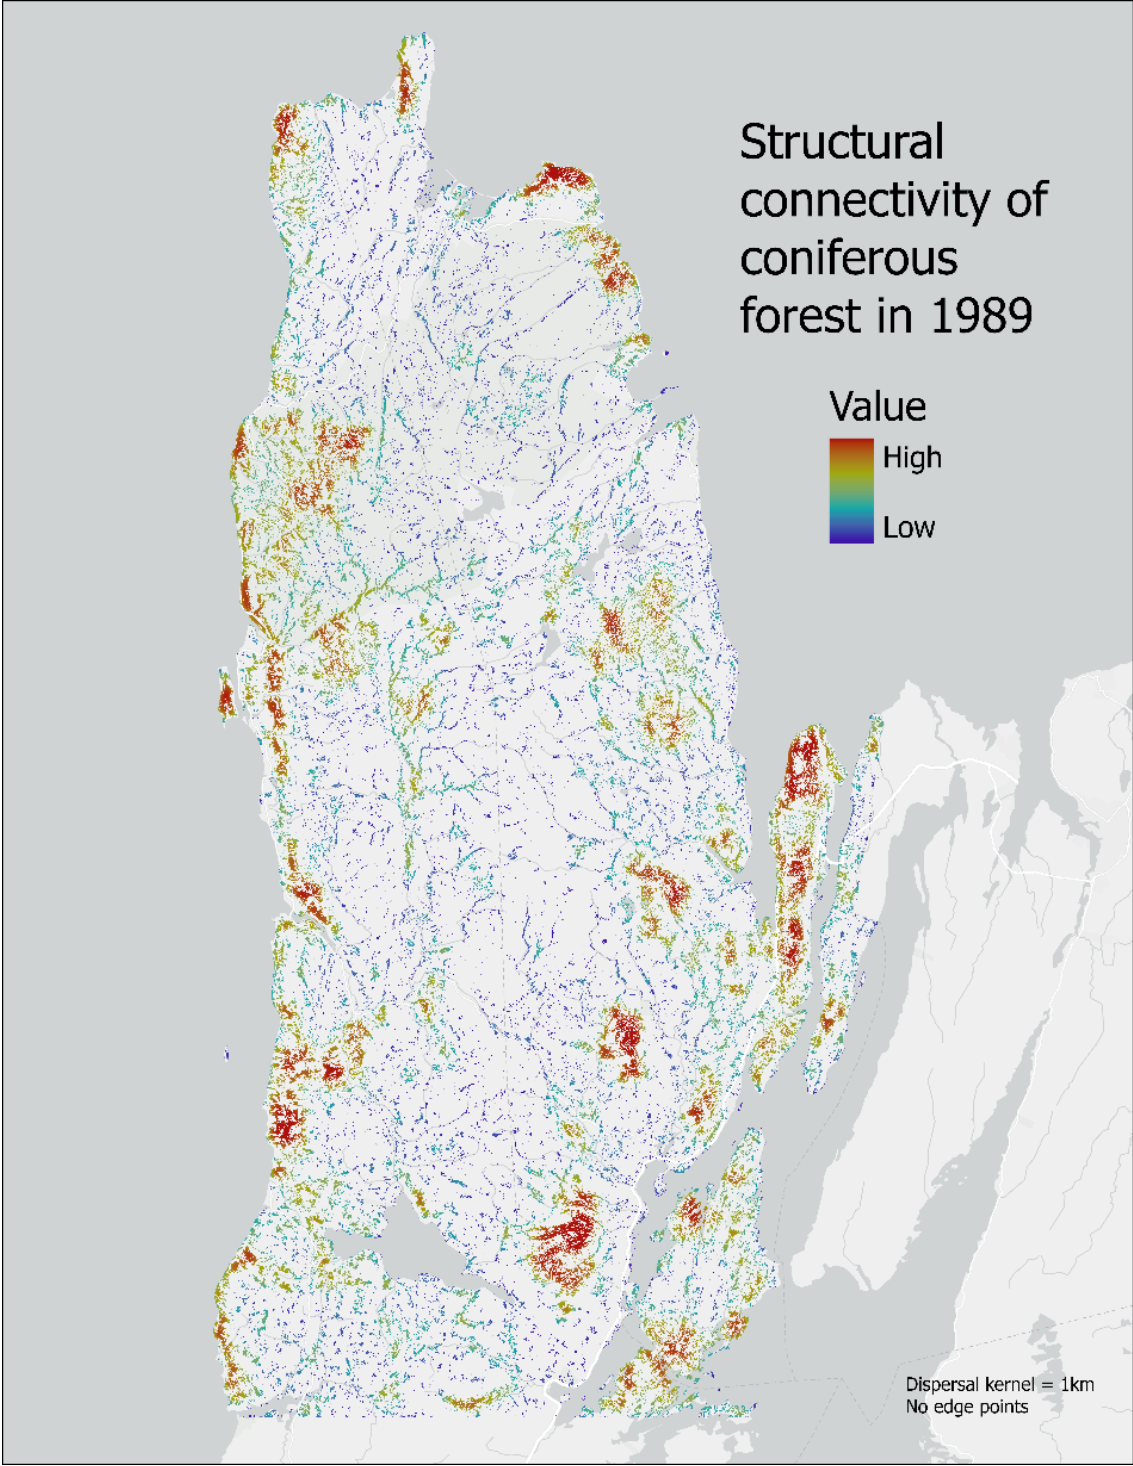 Structural
connectivity of
coniferous
forest in 1989
Value
High
Low
Dispersal kernel = 1km
No edge points